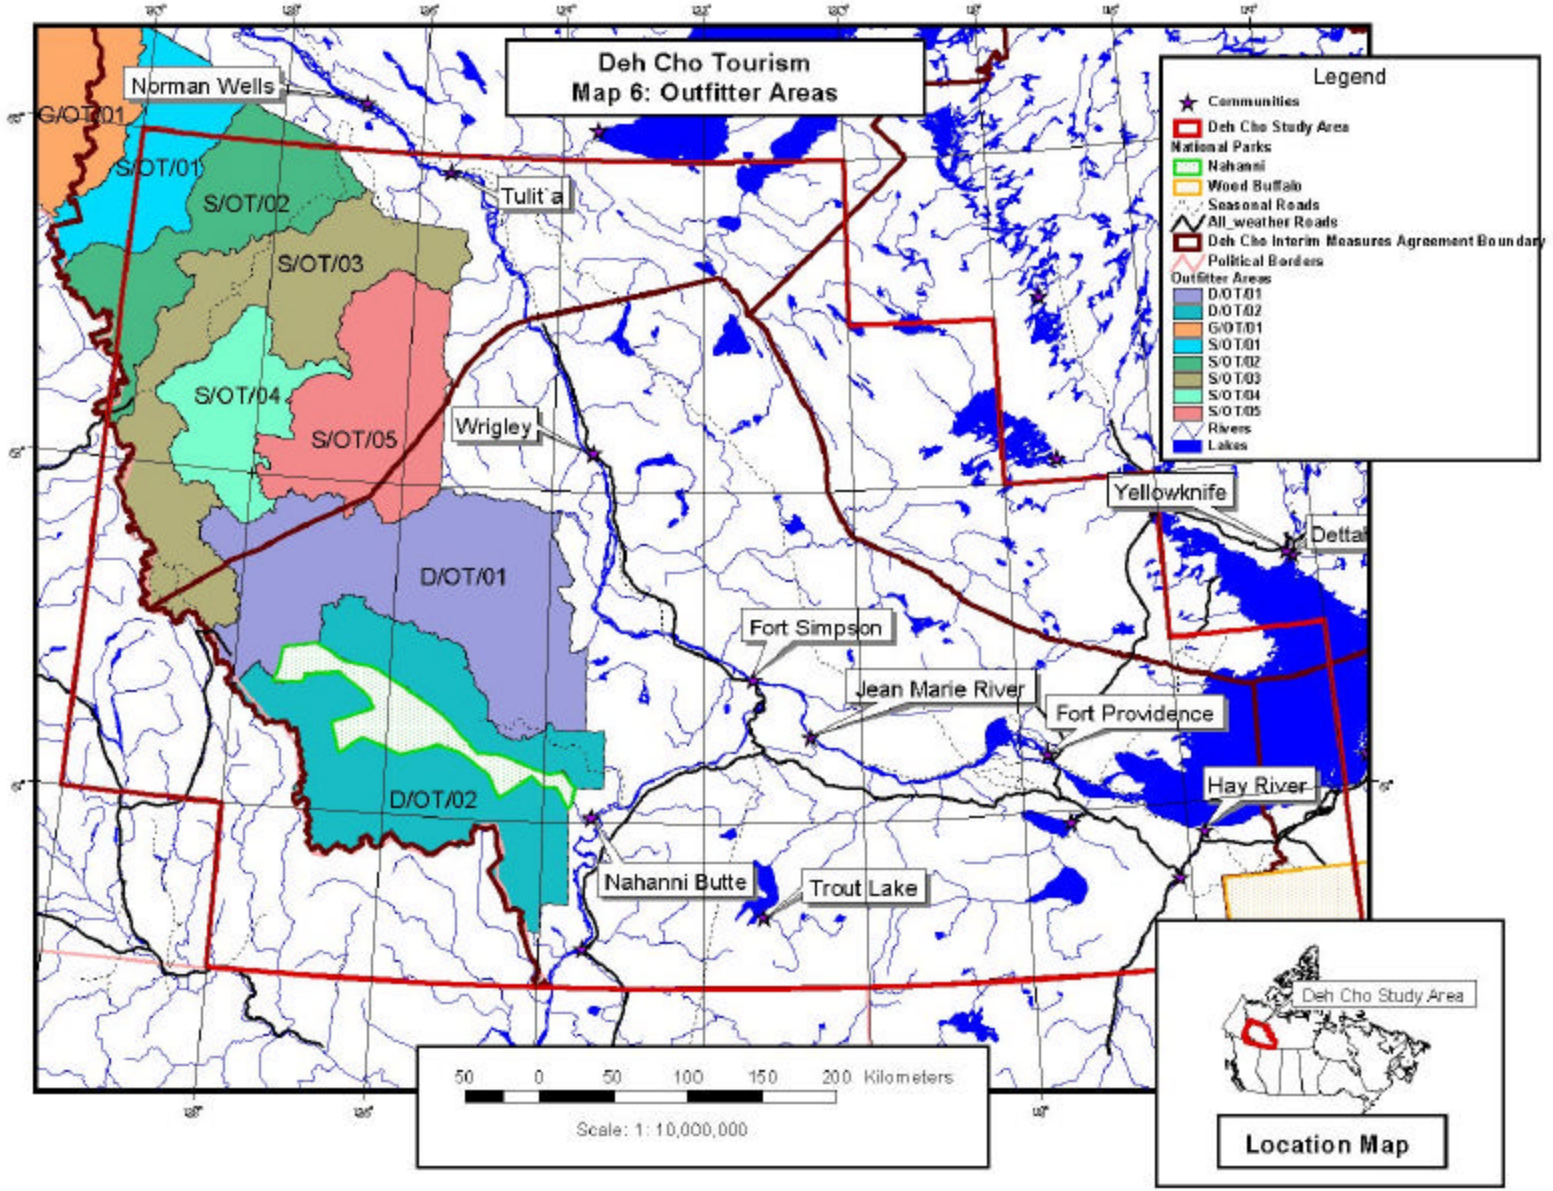 Deh Cho Tourism
Map 6: Outfitter Areas
Legend
Communities
Deh Cho Study Area
National Parks
Nahanni
Wood Buffalo
Seasonal Roads
All_weather Roads
Deh Cho Interim Measures Agreement Boundary
Political Borders
Outfitter Areas
D/OT/01
D/OT/02
G/OT/01
S/OT/01
S/OT/02
S/OT/03
S/OT/04
S/OT/05
Rivers
Lakes
Norman Wells
G/OT/01
S/OT/01
Tulit`a
S/OT/02
S/OT/03
S/OT/04
Wrigley
S/OT/05
Yellowknife
Dettah
D/OT/01
Fort Simpson
Jean Marie River
Fort Providence
Hay River
D/OT/02
Nahanni Butte
Trout Lake
50 0 50 100 150 200 Kilometers
Scale: 1: 10,000,000
Deh Cho Study Area
Location Map